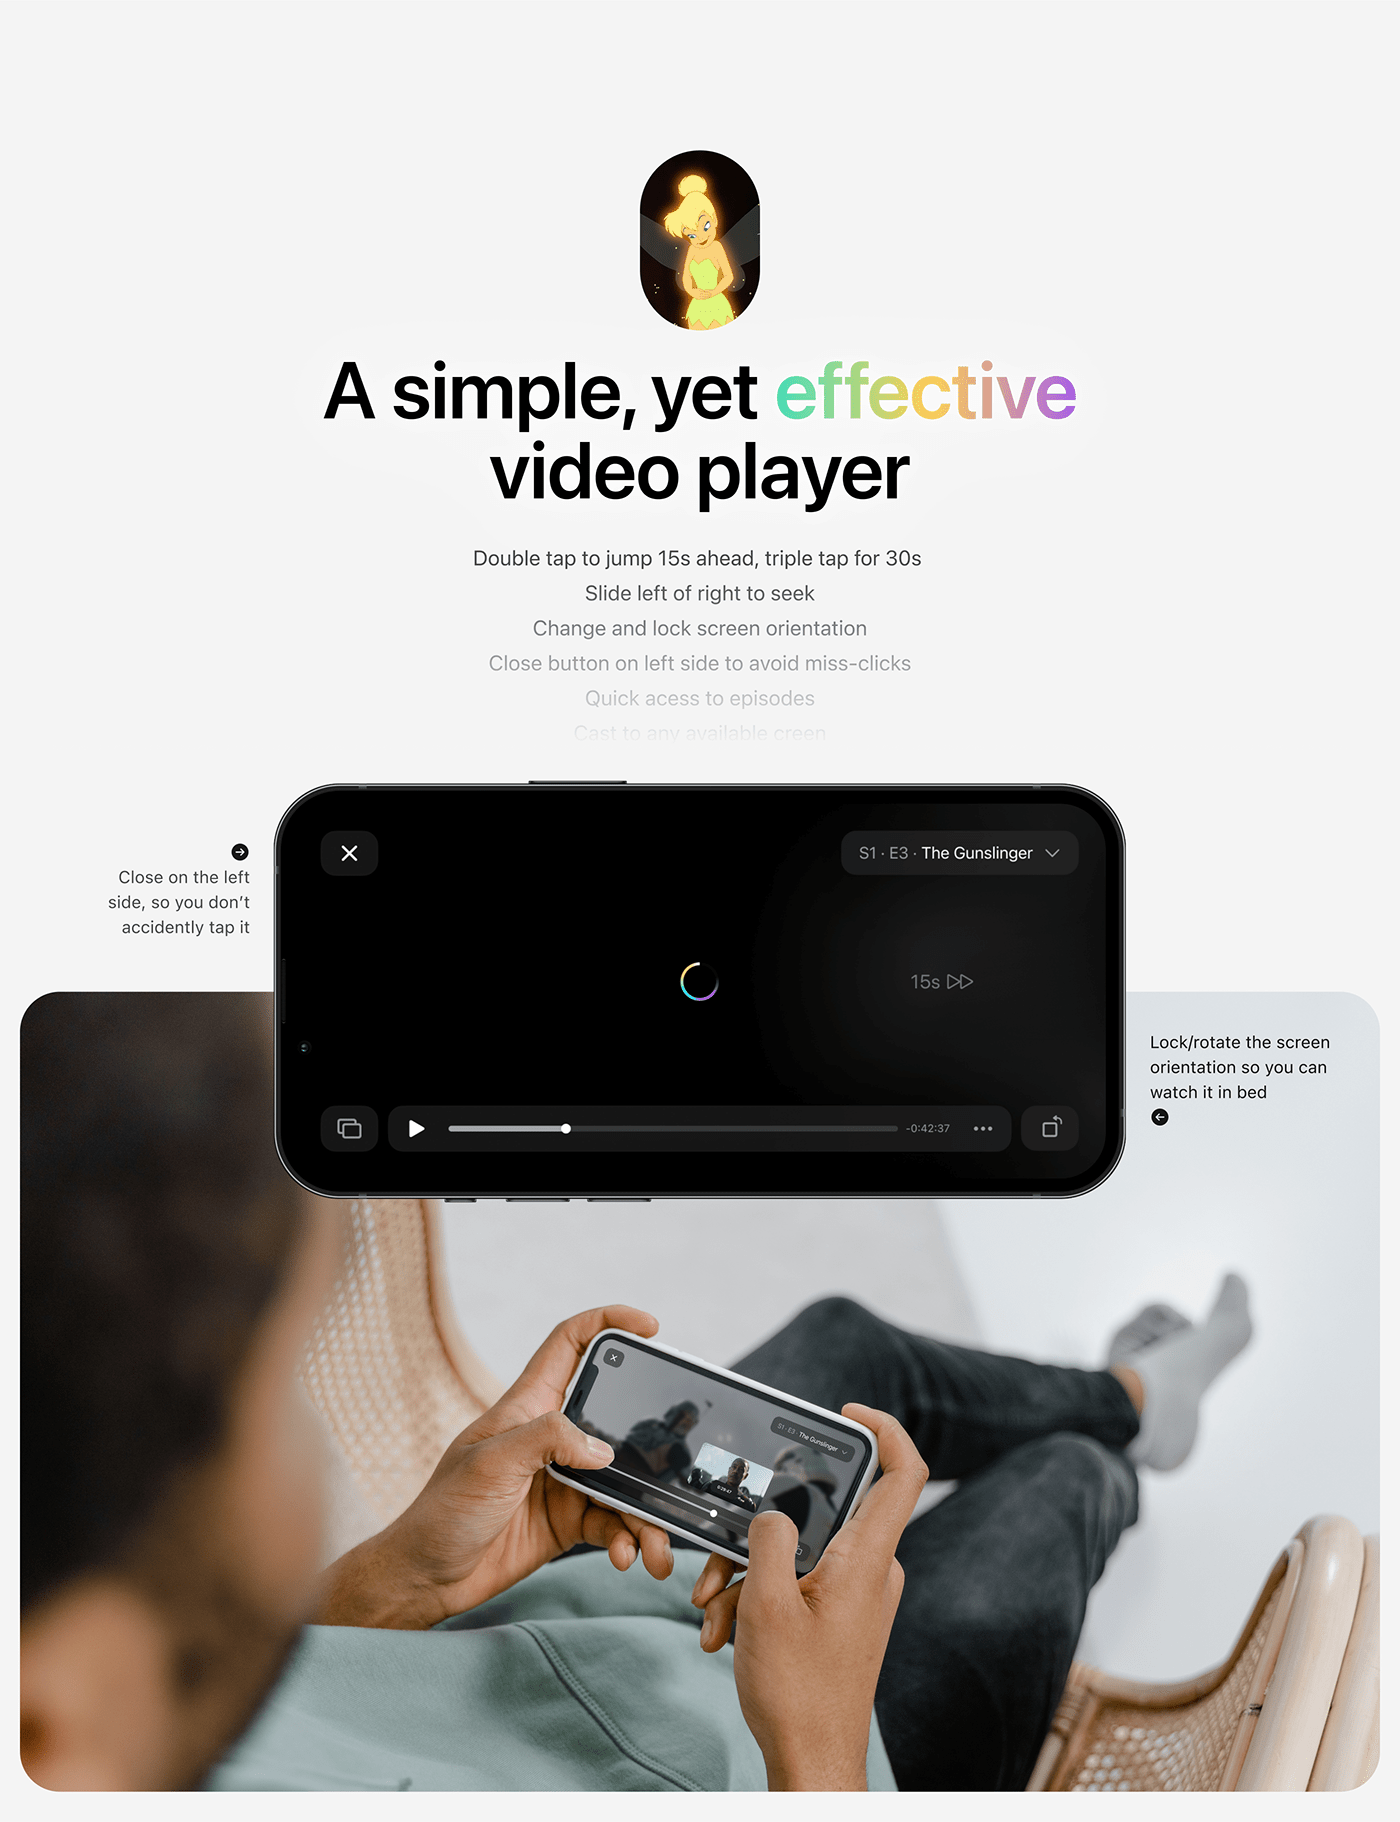 A simple, yet effective
video player
Double tap to jump 15s ahead, triple tap for 30s
Slide left of right to seek
Change and lock screen orientation
Close button on left side to avoid miss-clicks
Quick acess to episodes
Cast to any available creen
Close on the left
side, so you don't
accidently tap it
S1 · E3 · The Gunslinger
15s
-0:42:37
Lock/rotate the screen
orientation so you can
watch it in bed
S1 · E3 · The Gunslinger